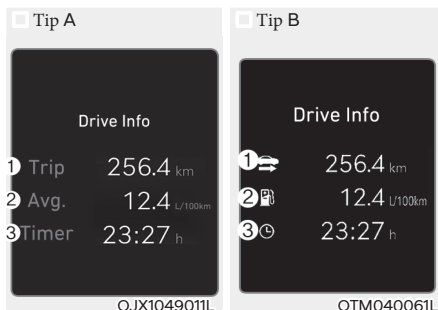 Tip A
Drive Info
1 Trip 256.4 km
2 Avg. 12.4 L/100km
3 Timer 23:27 h
OJX1049011L
Tip B
Drive Info
1 256.4 km
2 12.4 L/100km
3 23:27 h
OTM040061L